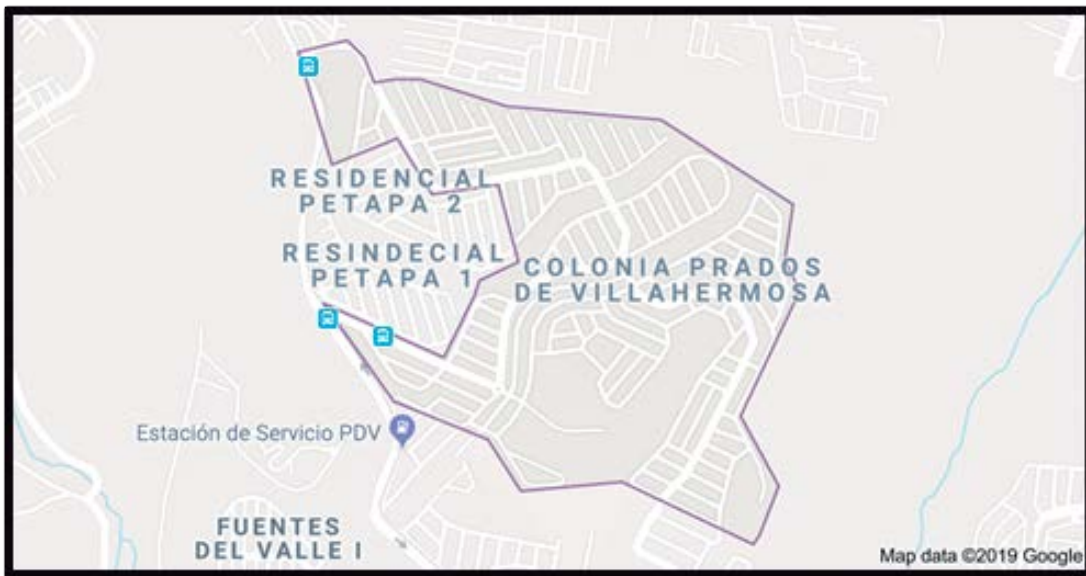 RESIDENCIAL
PETAPA 2
RESINDECIAL
PETAPA 1
COLONIA PRADOS
DE VILLAHERMOSA
Estación de Servicio PDV
FUENTES
DEL VALLE I
Map data ©2019 Google